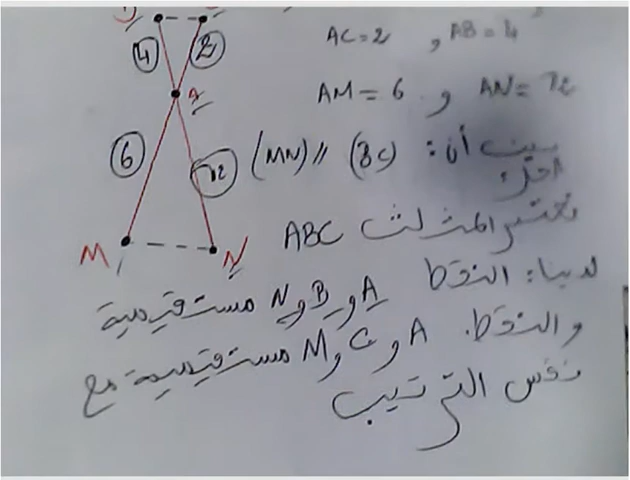 AC = 2 , AB = 4
4 2
A
AM = 6 و AN = 12
6 12 بين أن: (MN) // (BC)
الحل:
M N
نعتبر المثلث ABC
لدينا: النقط A و B و N مستقيمية
و النقط A و C و M مستقيمية مع
نفس الترتيب